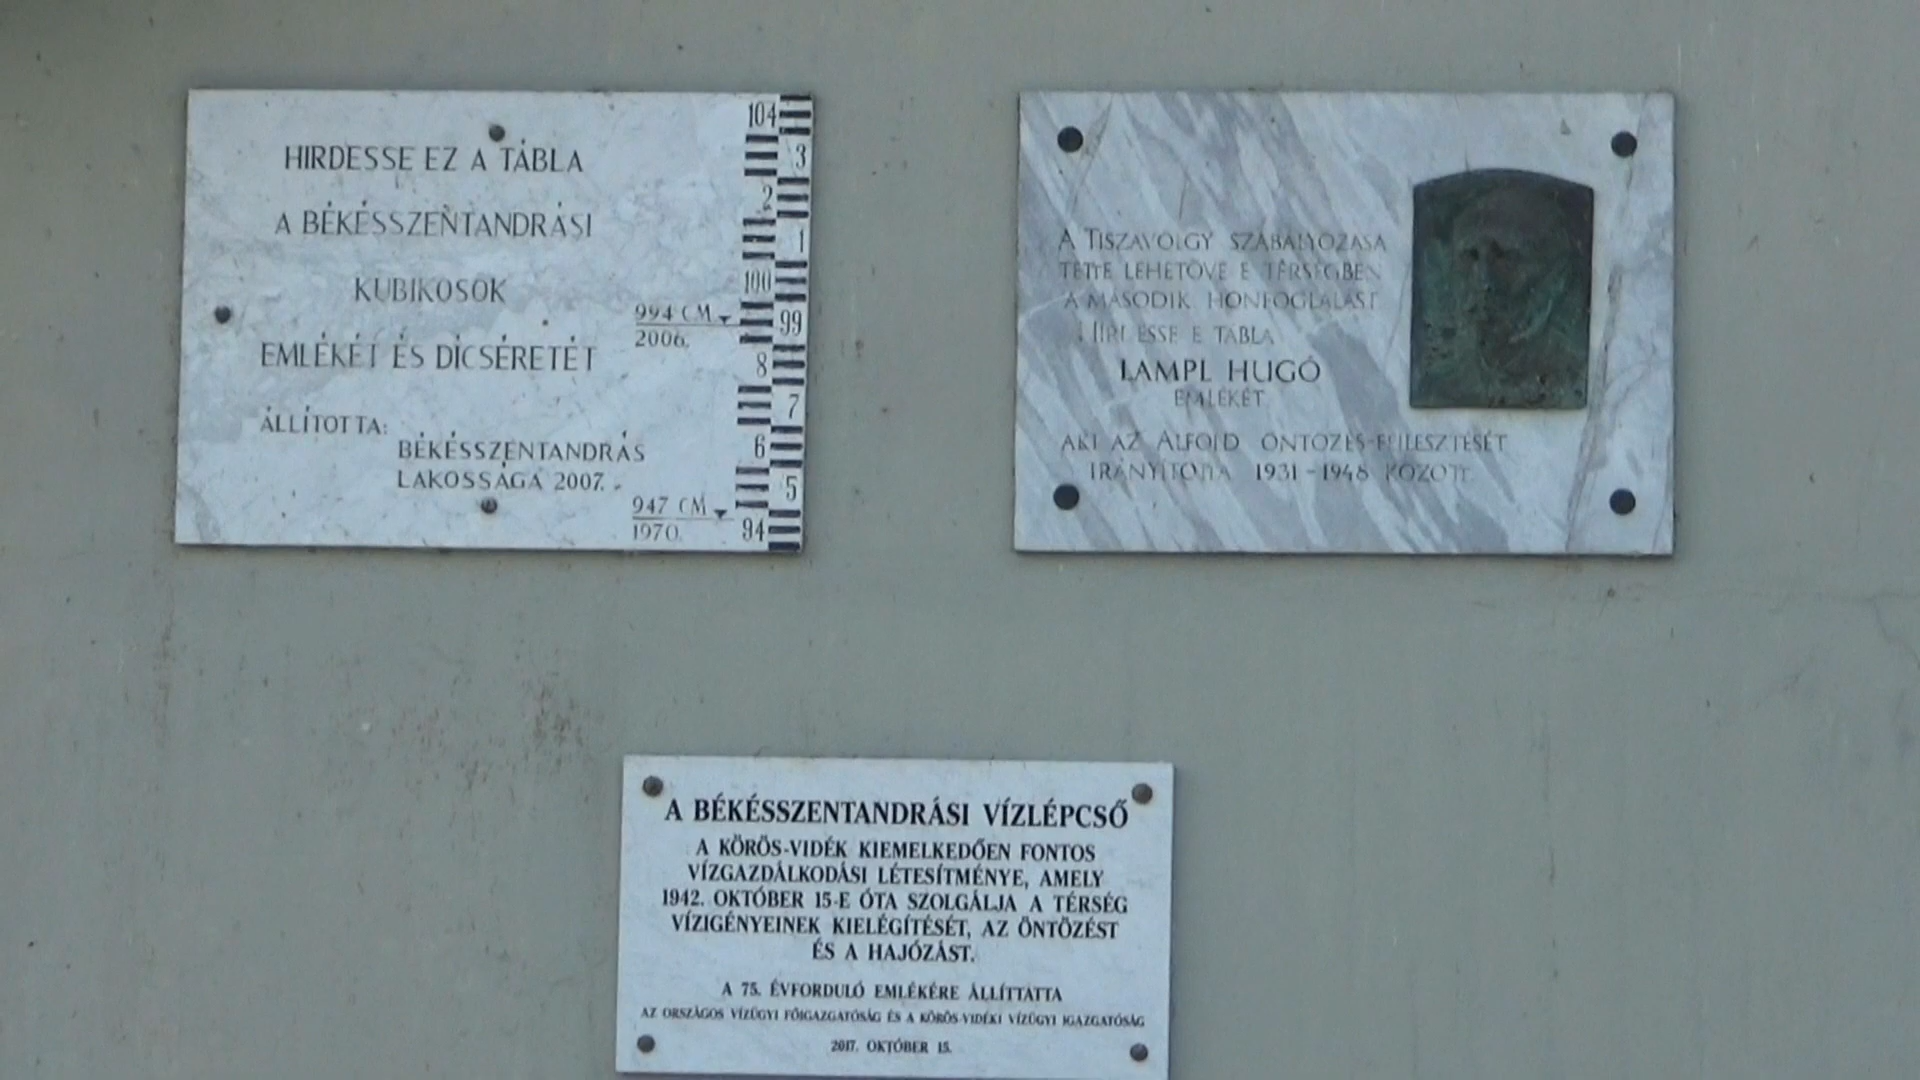 HIRDESSE EZ A TÁBLA
A BÉKÉSSZENTANDRÁSI
KUBIKOSOK
EMLÉKÉT ÉS DÍCSÉRETÉT
ÁLLÍTOTTA:
BÉKÉSSZENTANDRÁS
LAKOSSÁGA 2007.
994 CM
2006.
947 CM
1970.
104
3
2
1
100
99
8
7
6
5
94
A TISZAVÖLGY SZABÁLYOZÁSA
TETTE LEHETŐVÉ E TÉRSÉGBEN
A MÁSODIK HONFOGLALÁST
HIRDESSE E TÁBLA
LAMPL HUGÓ
EMLÉKÉT
AKI AZ ALFÖLD ÖNTÖZÉS-FEJLESZTÉSÉT
IRÁNYÍTOTTA 1931-1948 KÖZÖTT
A BÉKÉSSZENTANDRÁSI VÍZLÉPCSŐ
A KÖRÖS-VIDÉK KIEMELKEDŐEN FONTOS
VÍZGAZDÁLKODÁSI LÉTESÍTMÉNYE, AMELY
1942. OKTÓBER 15-E ÓTA SZOLGÁLJA A TÉRSÉG
VÍZIGÉNYEINEK KIELÉGÍTÉSÉT, AZ ÖNTÖZÉST
ÉS A HAJÓZÁST.
A 75. ÉVFORDULÓ EMLÉKÉRE ÁLLÍTTATTA
AZ ORSZÁGOS VÍZÜGYI FŐIGAZGATÓSÁG ÉS A KÖRÖS-VIDÉKI VÍZÜGYI IGAZGATÓSÁG
2017. OKTÓBER 15.